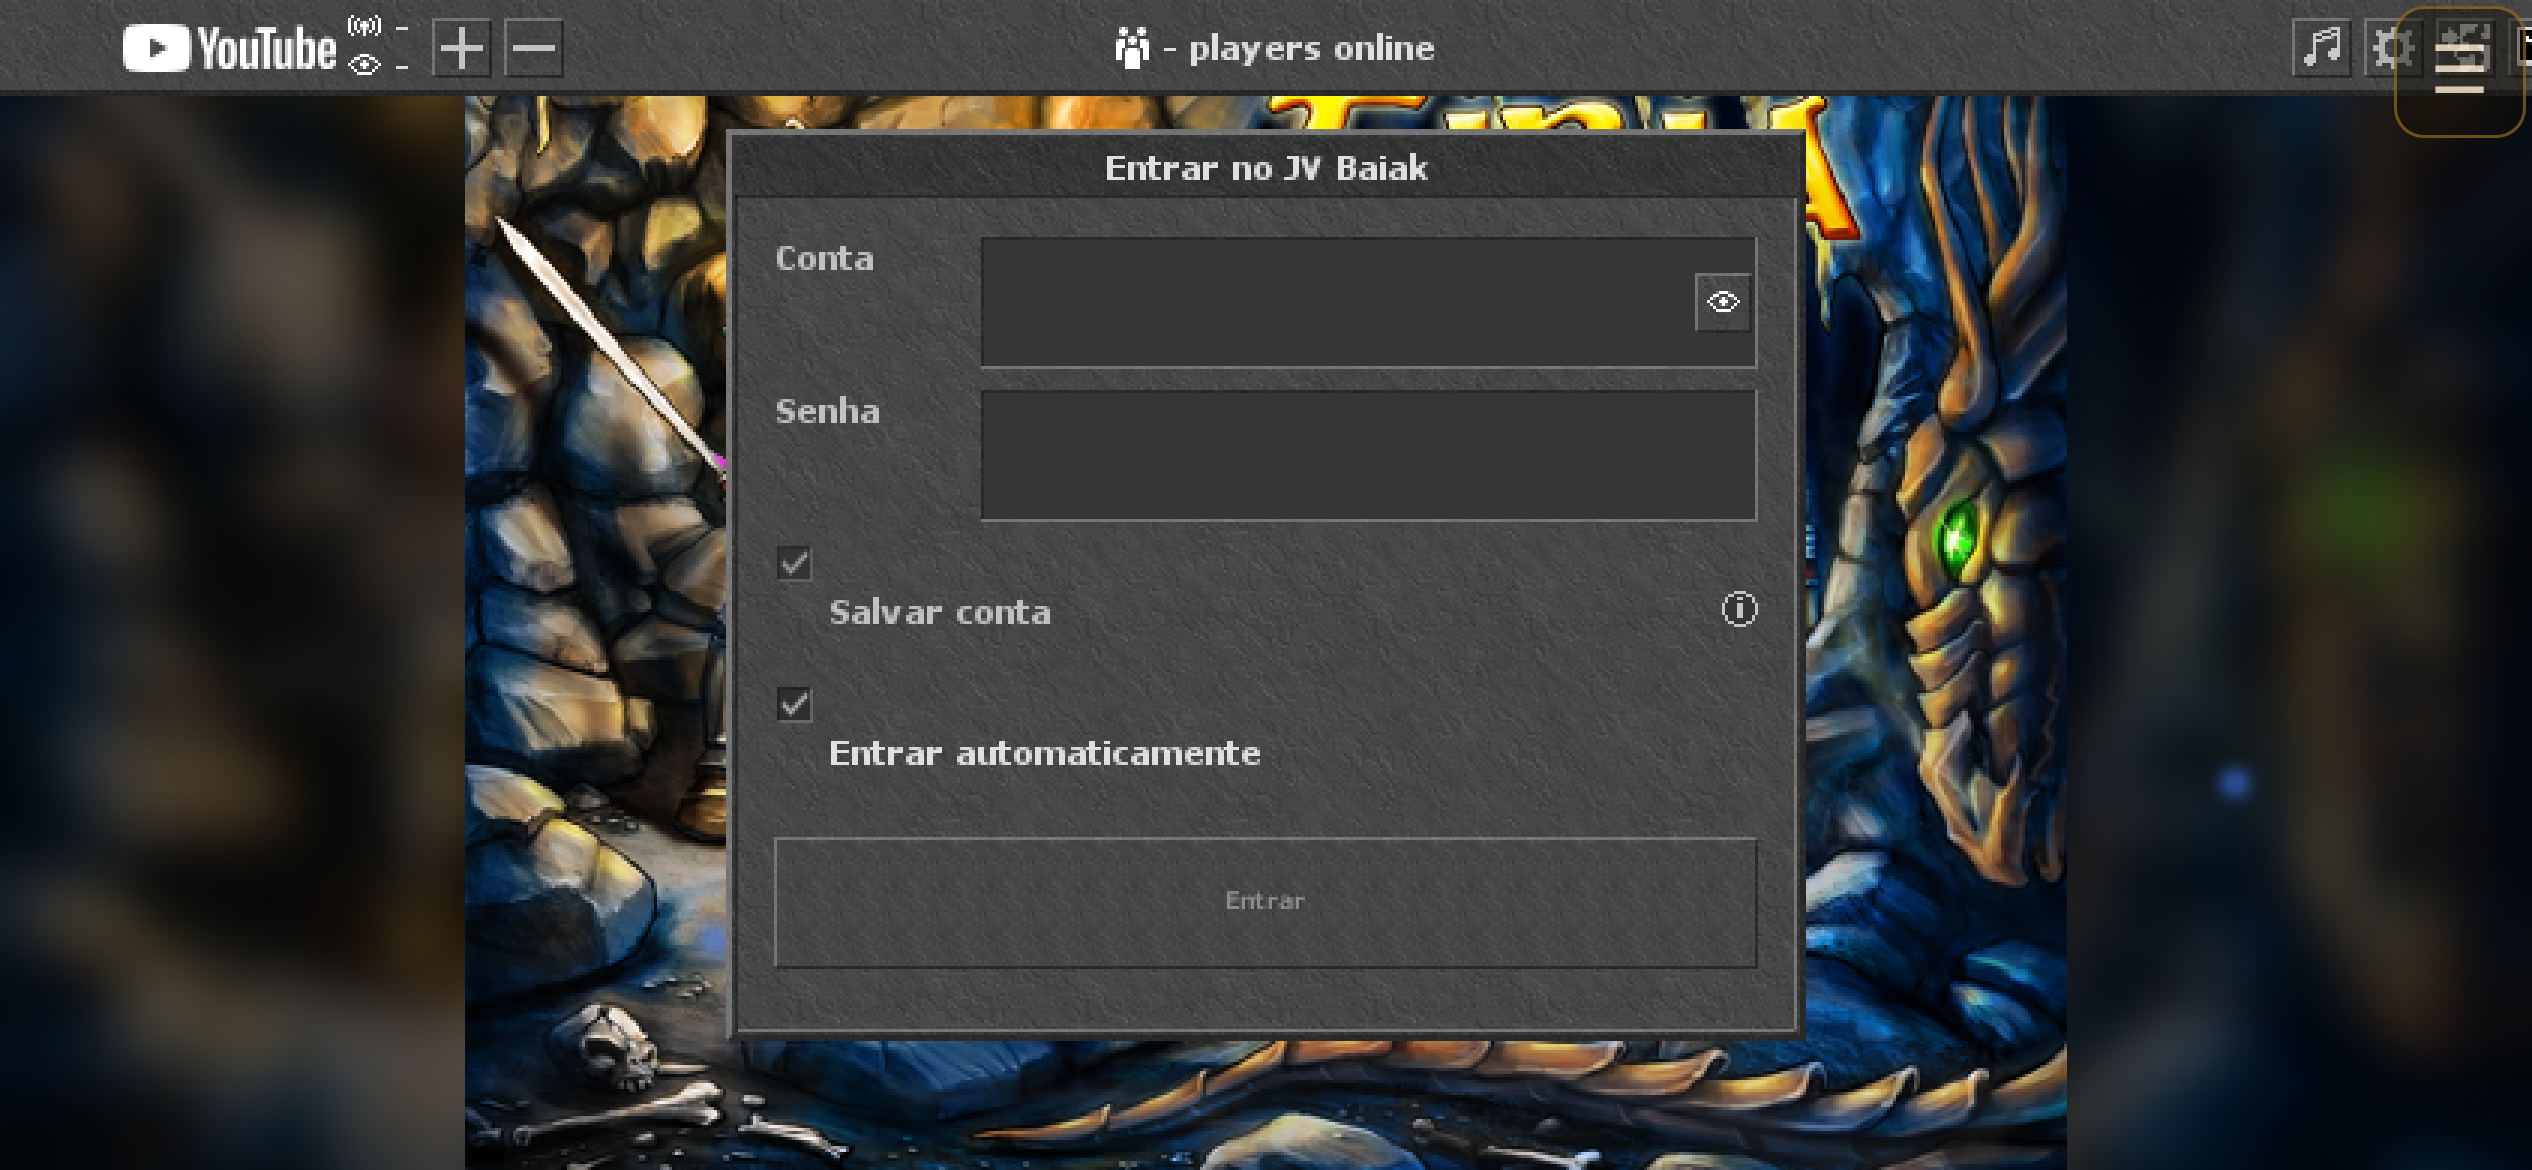 YouTube
-
-
- players online
Entrar no JV Baiak
Conta
Senha
Salvar conta
Entrar automaticamente
Entrar